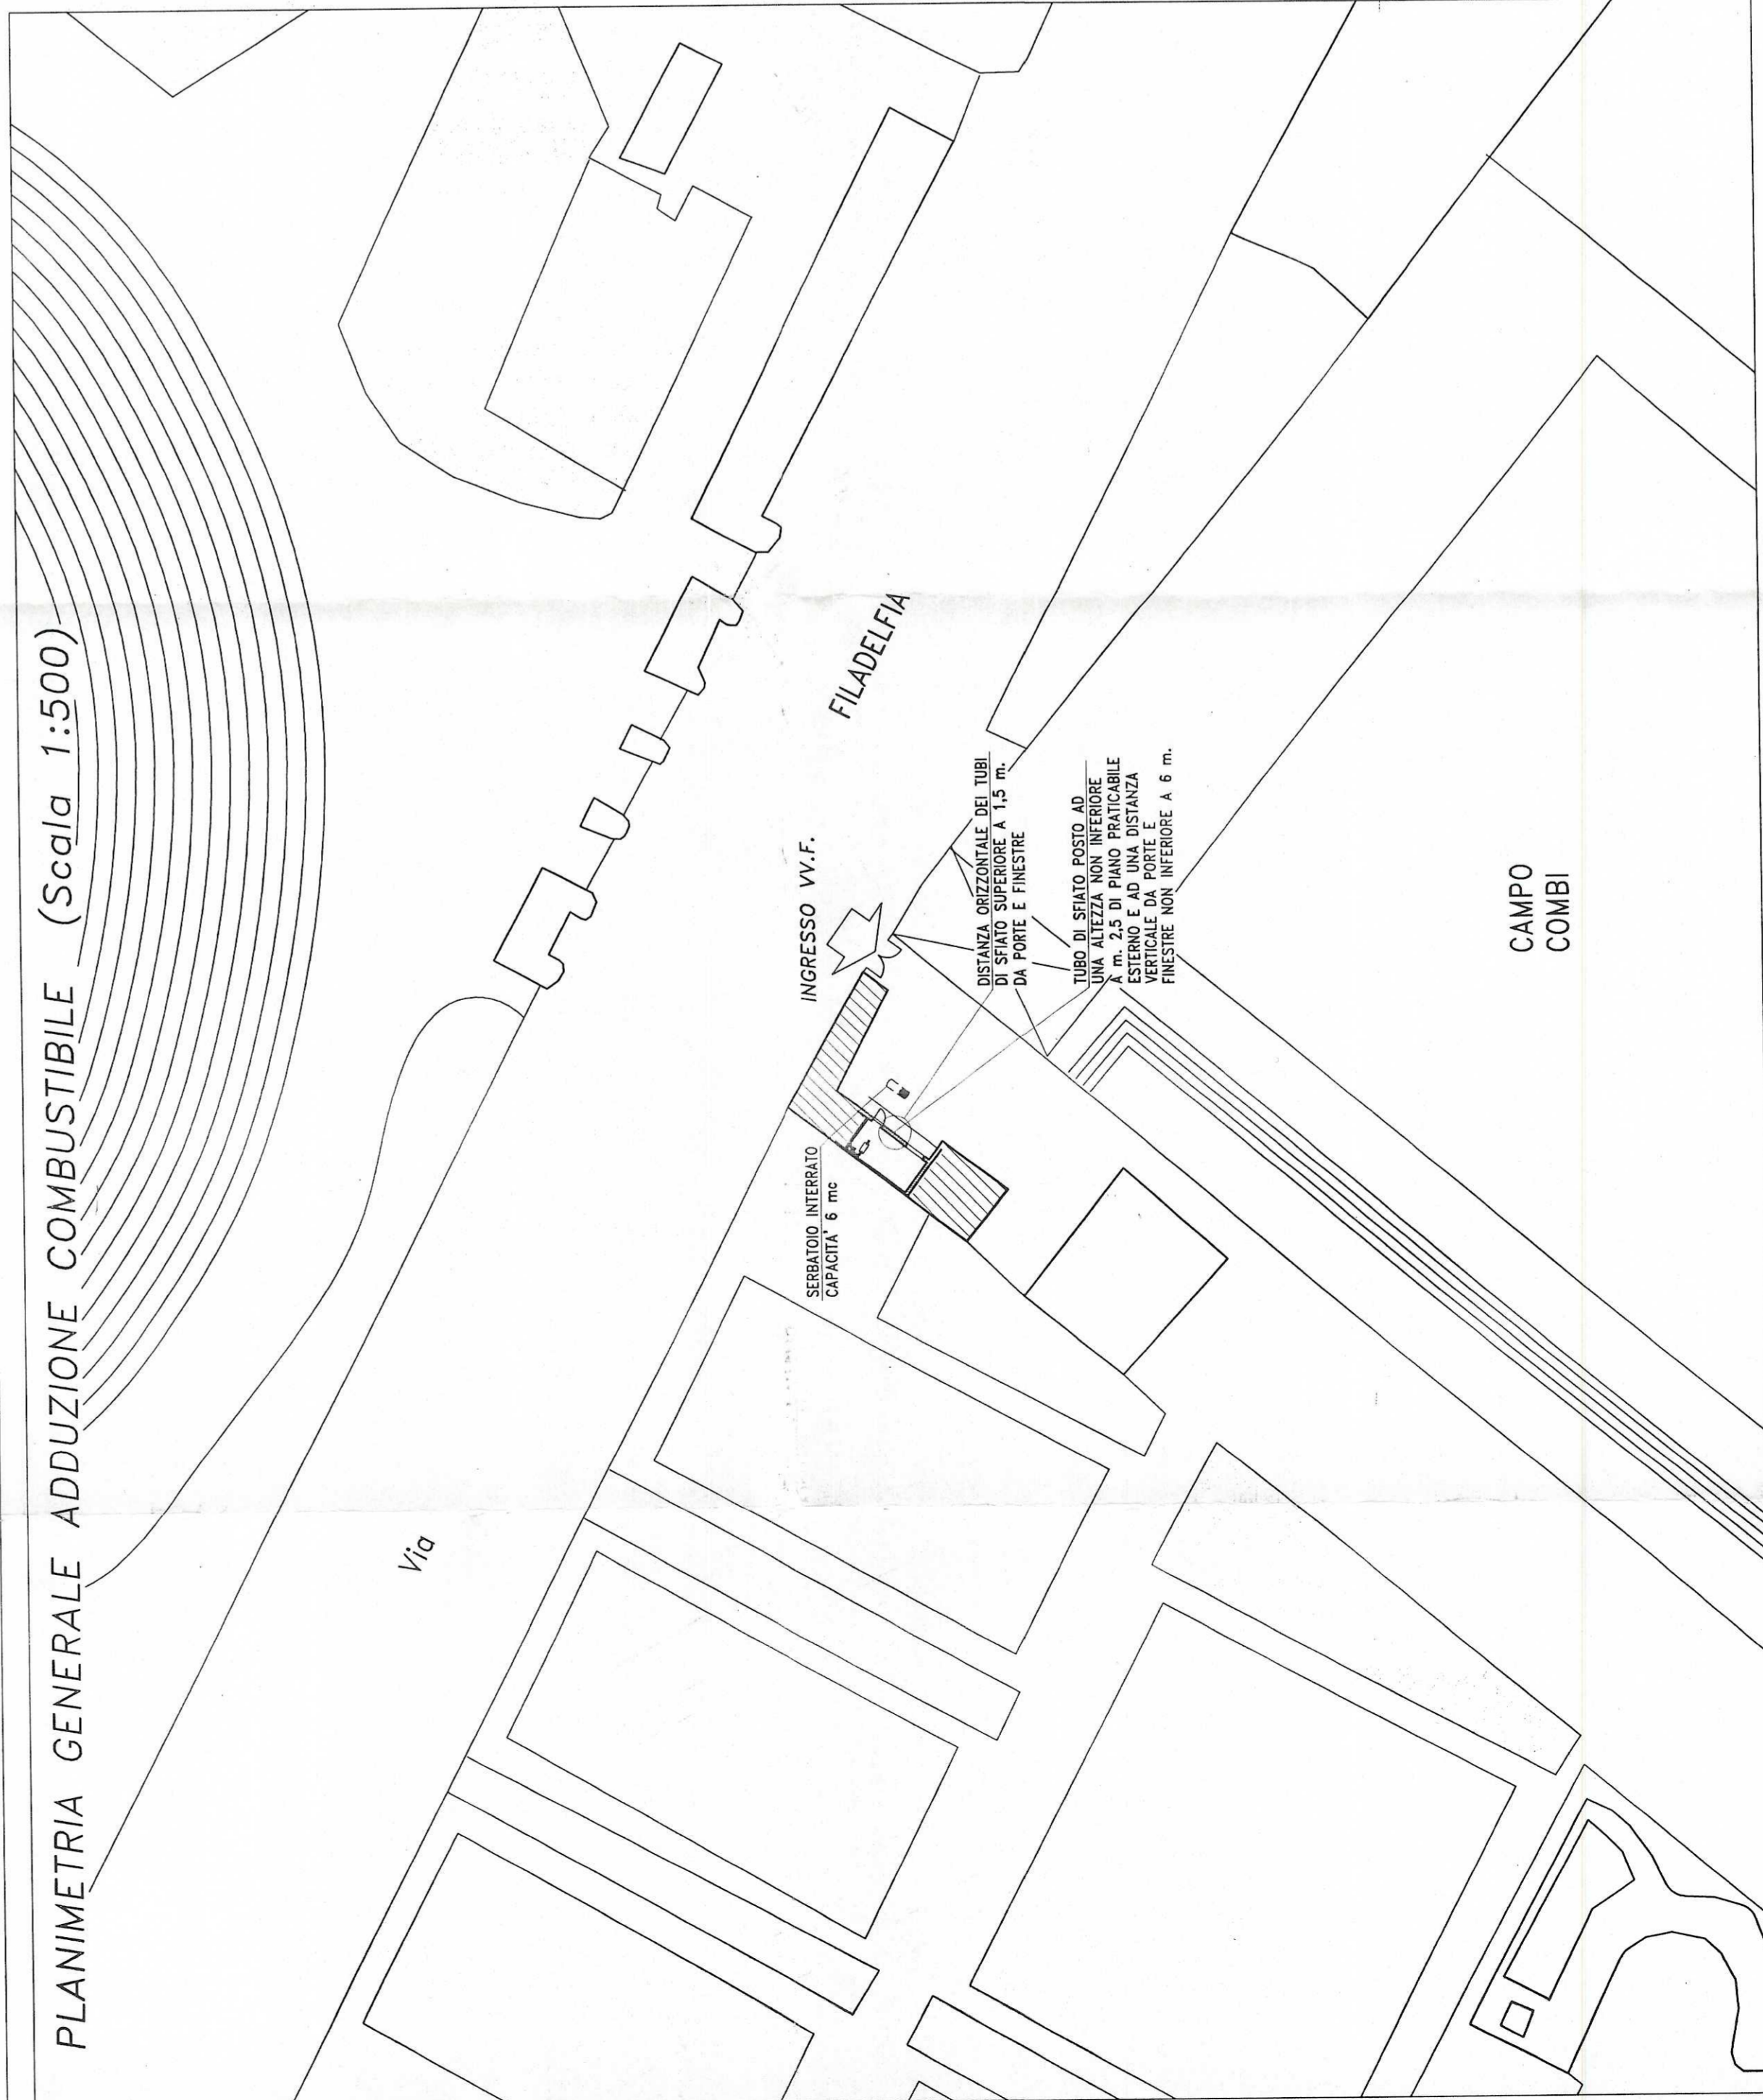 PLANIMETRIA GENERALE ADDUZIONE COMBUSTIBILE (Scala 1:500)
Via
FILADELFIA
INGRESSO VV.F.
SERBATOIO INTERRATO
CAPACITA' 6 mc
DISTANZA ORIZZONTALE DEI TUBI
DI SFIATO SUPERIORE A 1,5 m.
DA PORTE E FINESTRE
TUBO DI SFIATO POSTO AD
UNA ALTEZZA NON INFERIORE
A m. 2,5 DI PIANO PRATICABILE
ESTERNO E AD UNA DISTANZA
VERTICALE DA PORTE E
FINESTRE NON INFERIORE A 6 m.
CAMPO
COMBI